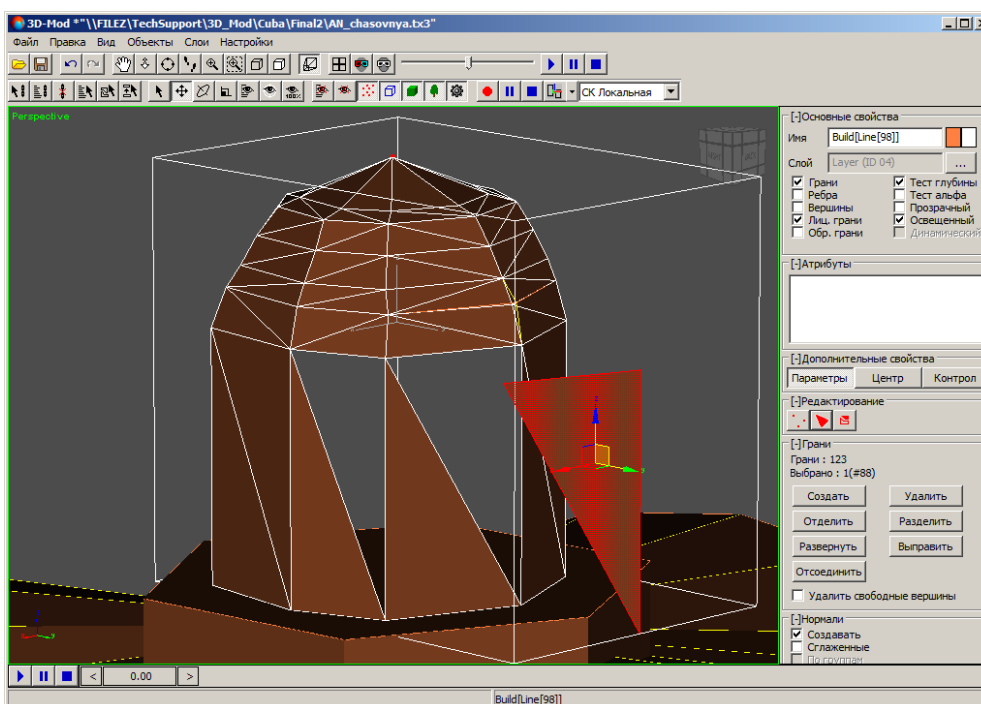 3D-Mod *"\\FILEZ\TechSupport\3D_Mod\Cuba\Final2\AN_chasovnya.tx3"
Файл Правка Вид Объекты Слои Настройки
100%
СК Локальная
Perspective
[-]Основные свойства
Имя Build[Line[98]]
Слой Layer (ID 04) ...
Грани Тест глубины
Ребра Тест альфа
Вершины Прозрачный
Лиц. грани Освещенный
Обр. грани Динамический
[-]Атрибуты
[-]Дополнительные свойства
Параметры Центр Контрол
[-]Редактирование
[-]Грани
Грани : 123
Выбрано : 1(#88)
Создать Удалить
Отделить Разделить
Развернуть Выправить
Отсоединить
Удалить свободные вершины
[-]Нормали
Создавать
Сглаженные
По группам
< 0.00 >
Build[Line[98]]